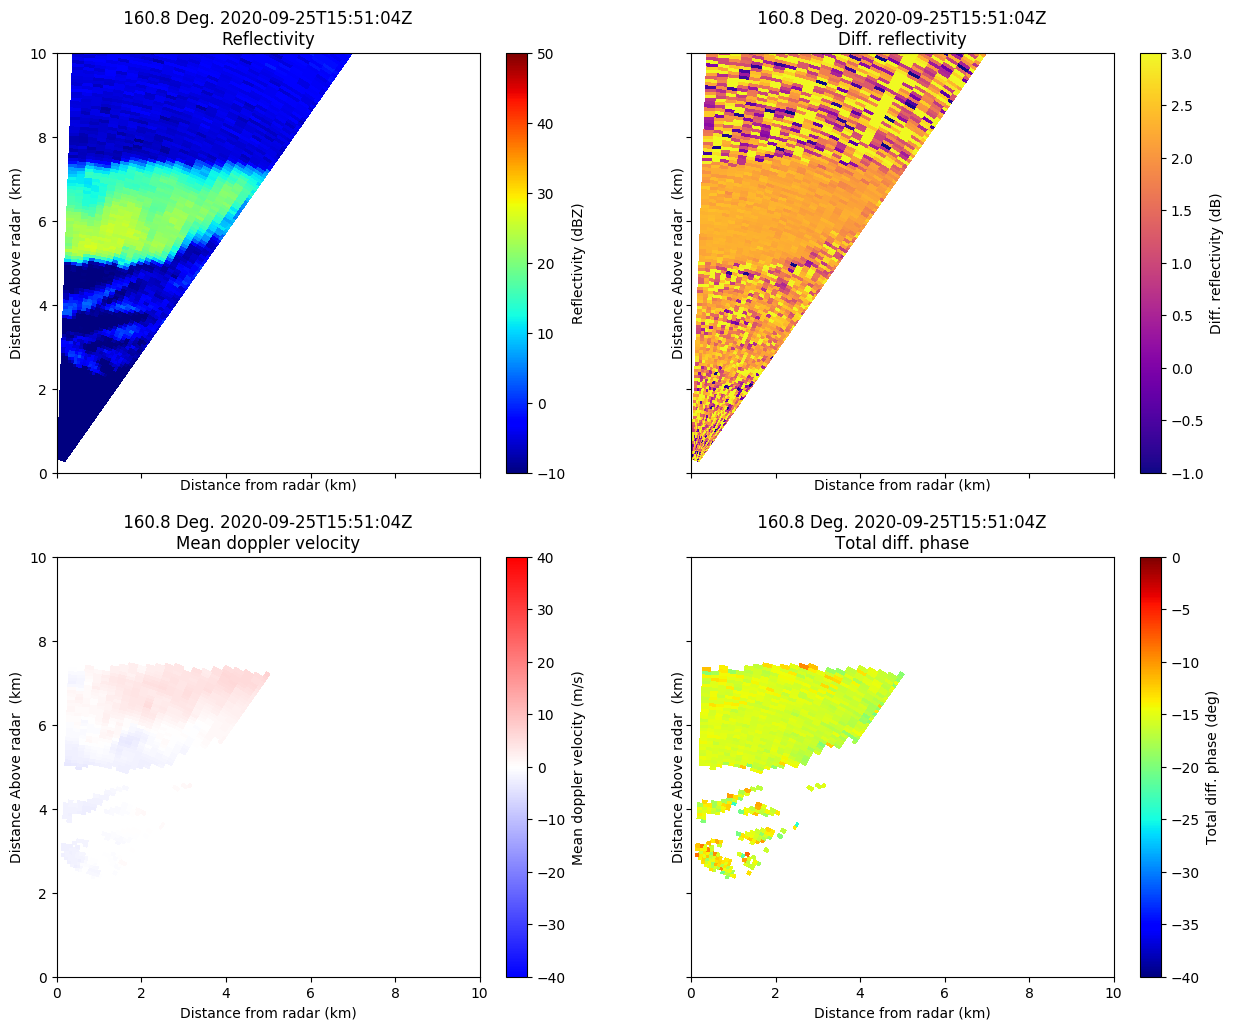 160.8 Deg. 2020-09-25T15:51:04Z
Reflectivity
10
8
6
4
2
0
Distance Above radar  (km)
Distance from radar (km)
50
40
30
20
10
0
−10
Reflectivity (dBZ)
160.8 Deg. 2020-09-25T15:51:04Z
Diff. reflectivity
Distance Above radar  (km)
Distance from radar (km)
3.0
2.5
2.0
1.5
1.0
0.5
0.0
−0.5
−1.0
Diff. reflectivity (dB)
160.8 Deg. 2020-09-25T15:51:04Z
Mean doppler velocity
10
8
6
4
2
0
Distance Above radar  (km)
0 2 4 6 8 10
Distance from radar (km)
40
30
20
10
0
−10
−20
−30
−40
Mean doppler velocity (m/s)
160.8 Deg. 2020-09-25T15:51:04Z
Total diff. phase
Distance Above radar  (km)
0 2 4 6 8 10
Distance from radar (km)
0
−5
−10
−15
−20
−25
−30
−35
−40
Total diff. phase (deg)